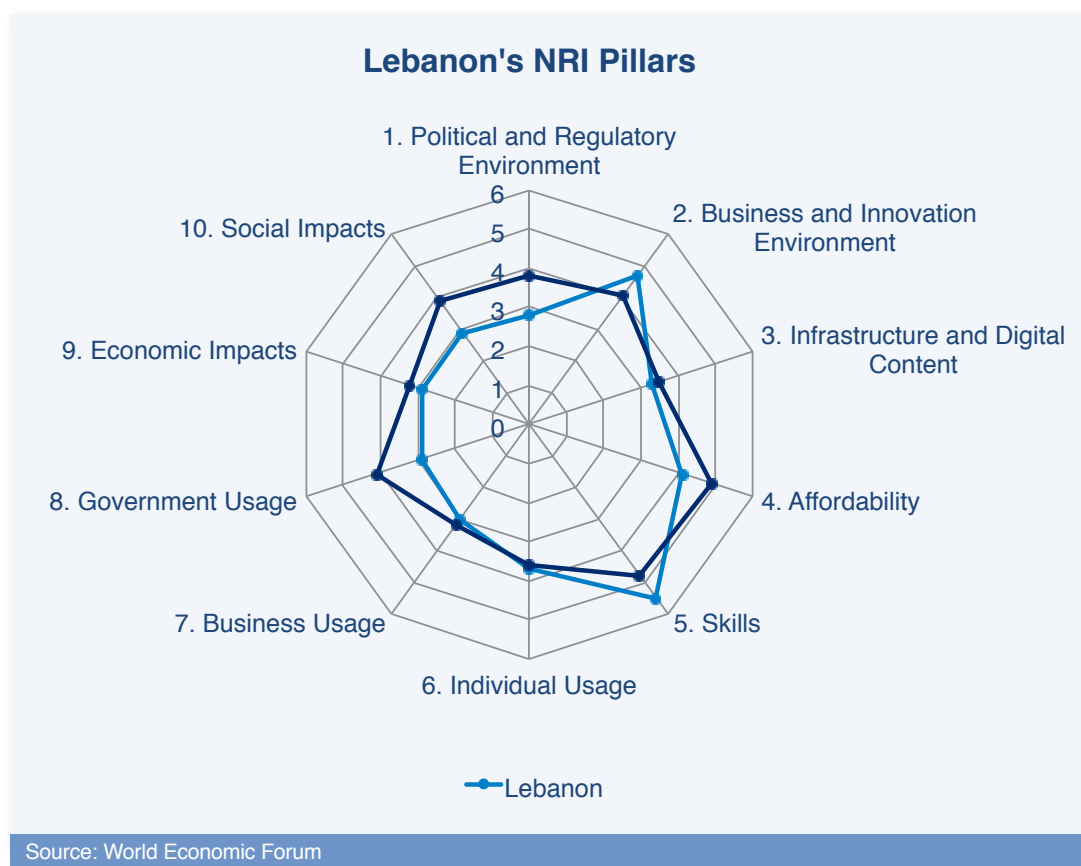 Lebanon's NRI Pillars
1. Political and Regulatory
Environment
2. Business and Innovation
Environment
3. Infrastructure and Digital
Content
4. Affordability
5. Skills
6. Individual Usage
7. Business Usage
8. Government Usage
9. Economic Impacts
10. Social Impacts
6
5
4
3
2
1
0
Lebanon
Source: World Economic Forum